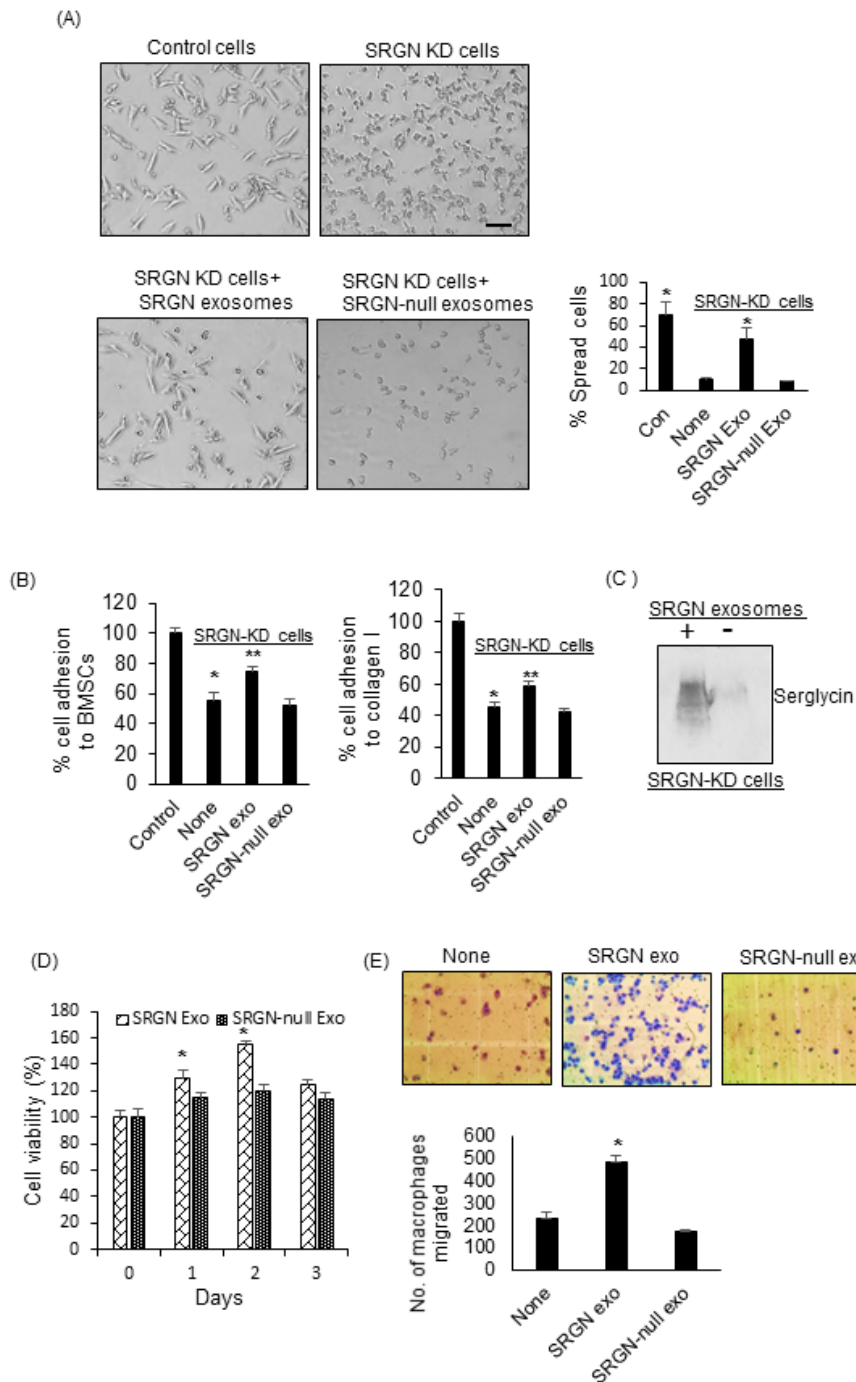 (A)
Control cells
SRGN KD cells
SRGN KD cells+
SRGN exosomes
SRGN KD cells+
SRGN-null exosomes
% Spread cells
100
80
60
40
20
0
*
SRGN-KD cells
*
Con
None
SRGN Exo
SRGN-null Exo
(B)
% cell adhesion
to BMSCs
120
100
80
60
40
20
0
SRGN-KD cells
*
**
Control
None
SRGN exo
SRGN-null exo
% cell adhesion
to collagen I
120
100
80
60
40
20
0
SRGN-KD cells
*
**
Control
None
SRGN exo
SRGN-null exo
(C)
SRGN exosomes
+ -
Serglycin
SRGN-KD cells
(D)
Cell viability (%)
180
160
140
120
100
80
60
40
20
0
SRGN Exo
SRGN-null Exo
*
*
0 1 2 3
Days
(E)
None
SRGN exo
SRGN-null ex
No. of macrophages
migrated
600
500
400
300
200
100
0
*
None
SRGN exo
SRGN-null exo